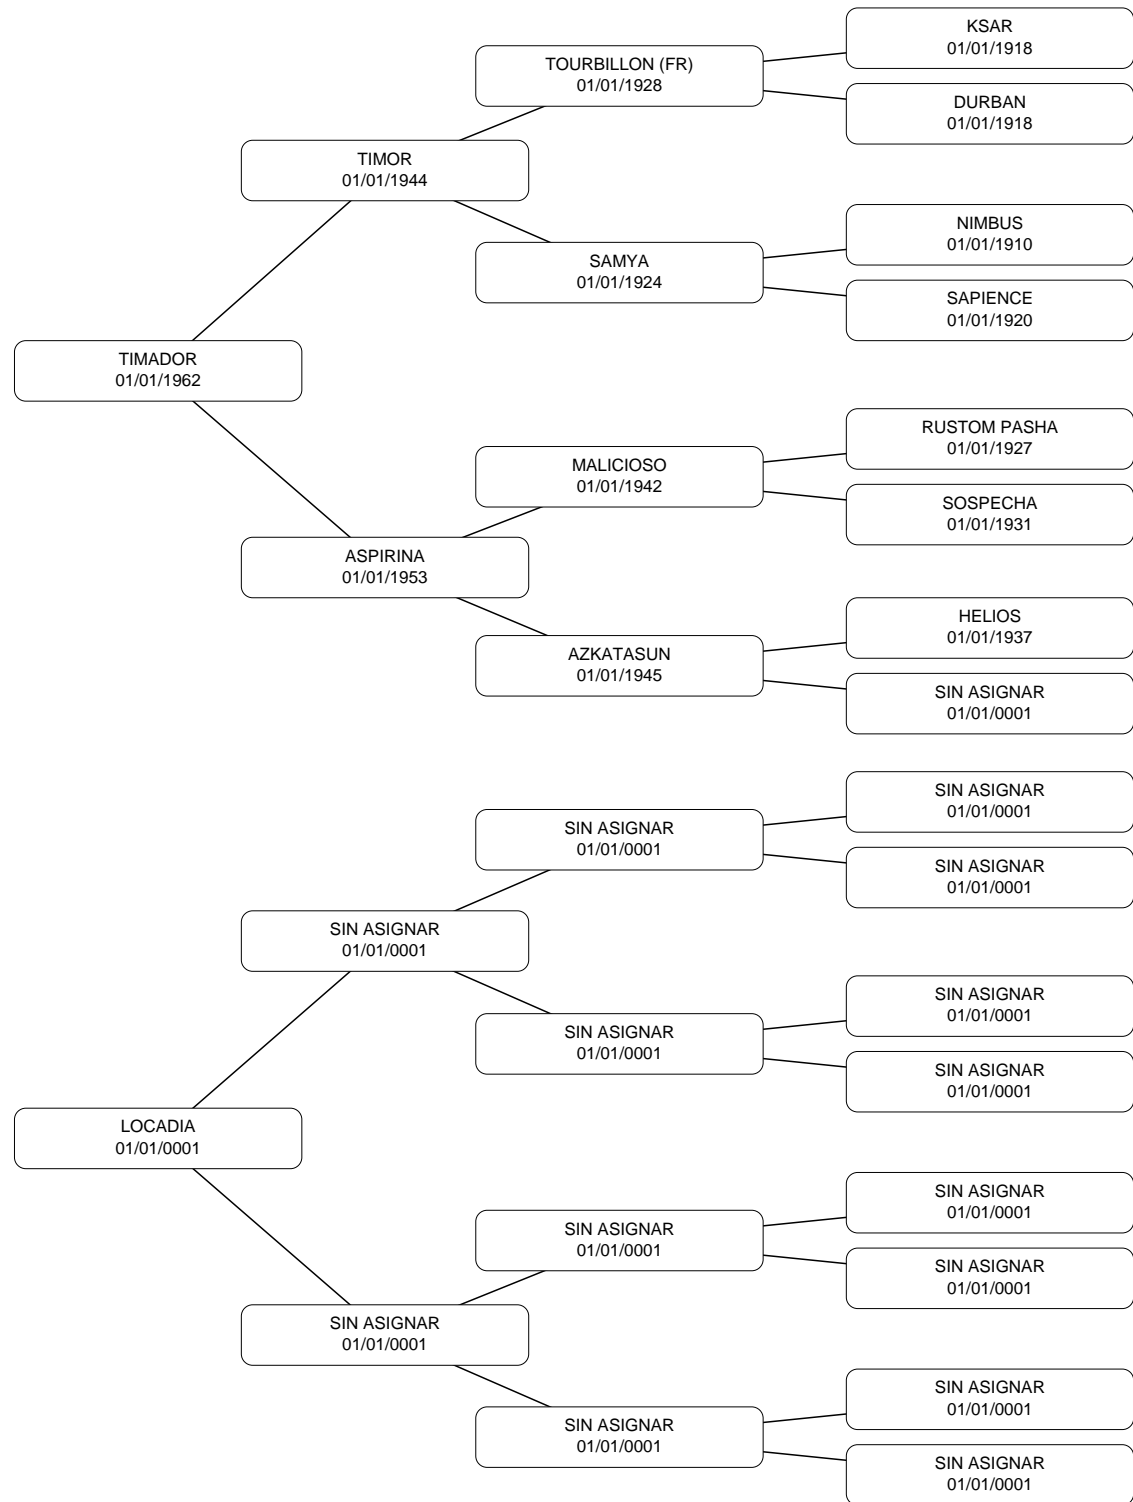 KSAR
01/01/1918
TOURBILLON (FR)
01/01/1928
DURBAN
01/01/1918
TIMOR
01/01/1944
NIMBUS
01/01/1910
SAMYA
01/01/1924
SAPIENCE
01/01/1920
TIMADOR
01/01/1962
RUSTOM PASHA
01/01/1927
MALICIOSO
01/01/1942
SOSPECHA
01/01/1931
ASPIRINA
01/01/1953
HELIOS
01/01/1937
AZKATASUN
01/01/1945
SIN ASIGNAR
01/01/0001
SIN ASIGNAR
01/01/0001
SIN ASIGNAR
01/01/0001
SIN ASIGNAR
01/01/0001
SIN ASIGNAR
01/01/0001
SIN ASIGNAR
01/01/0001
SIN ASIGNAR
01/01/0001
SIN ASIGNAR
01/01/0001
LOCADIA
01/01/0001
SIN ASIGNAR
01/01/0001
SIN ASIGNAR
01/01/0001
SIN ASIGNAR
01/01/0001
SIN ASIGNAR
01/01/0001
SIN ASIGNAR
01/01/0001
SIN ASIGNAR
01/01/0001
SIN ASIGNAR
01/01/0001